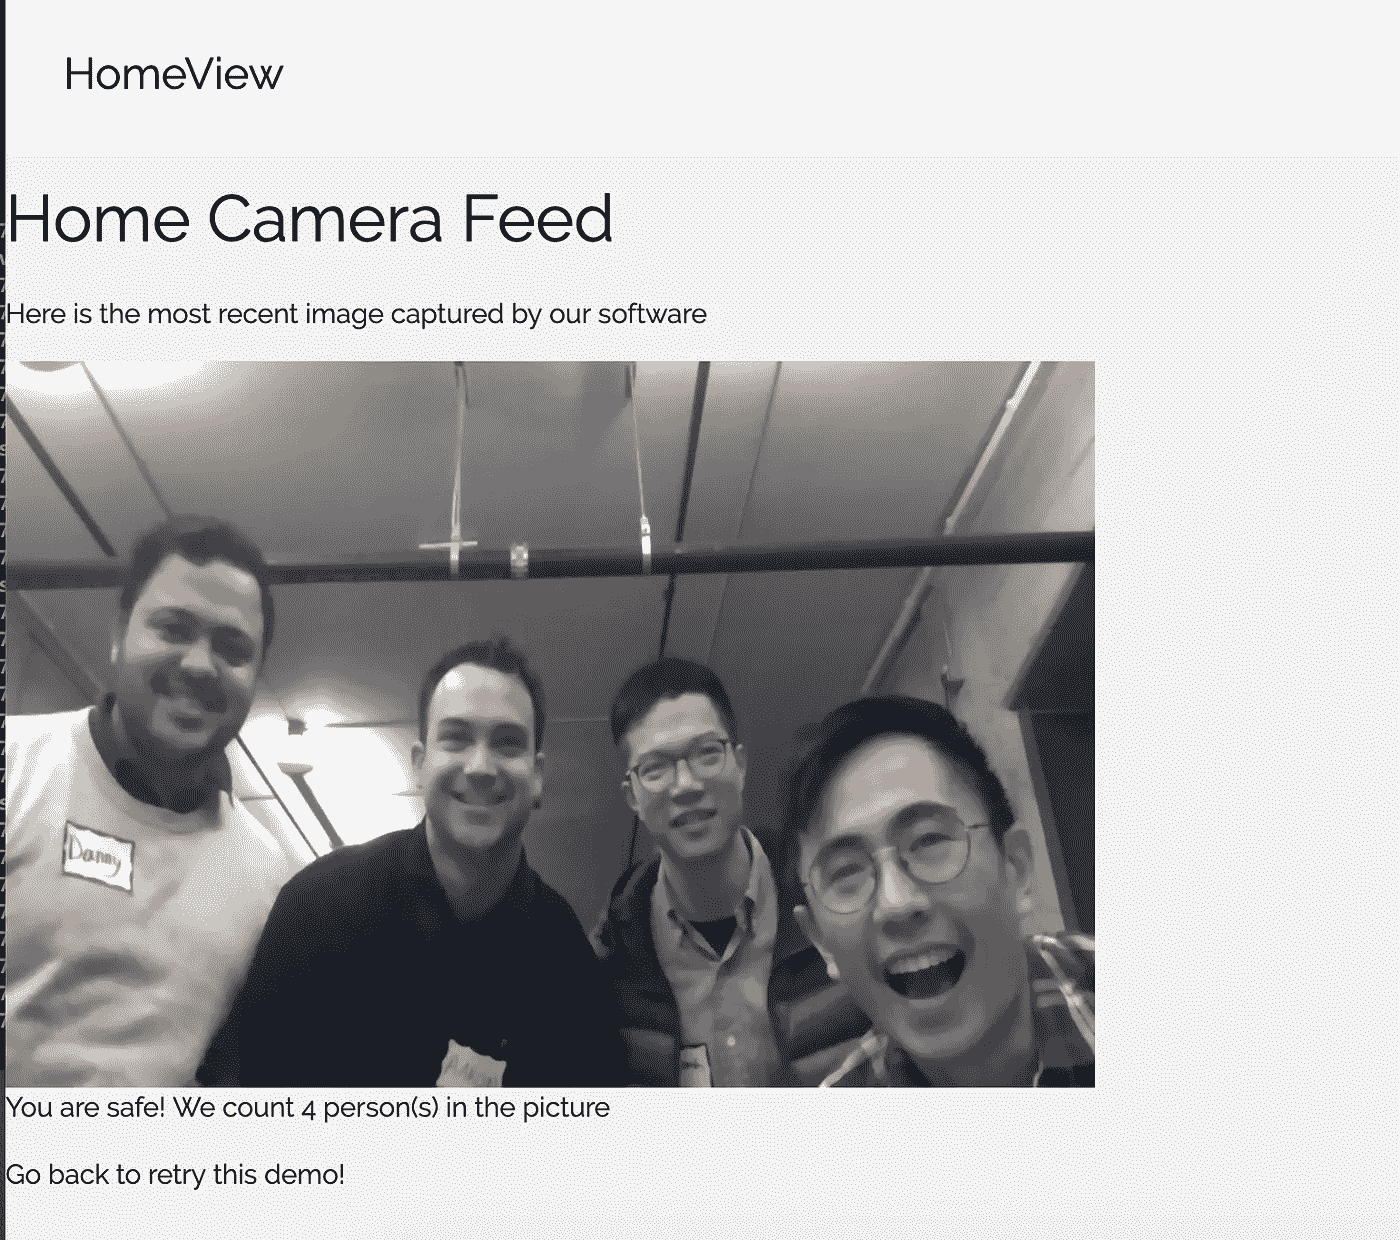 HomeView
Home Camera Feed
Here is the most recent image captured by our software
Danny
You are safe! We count 4 person(s) in the picture
Go back to retry this demo!